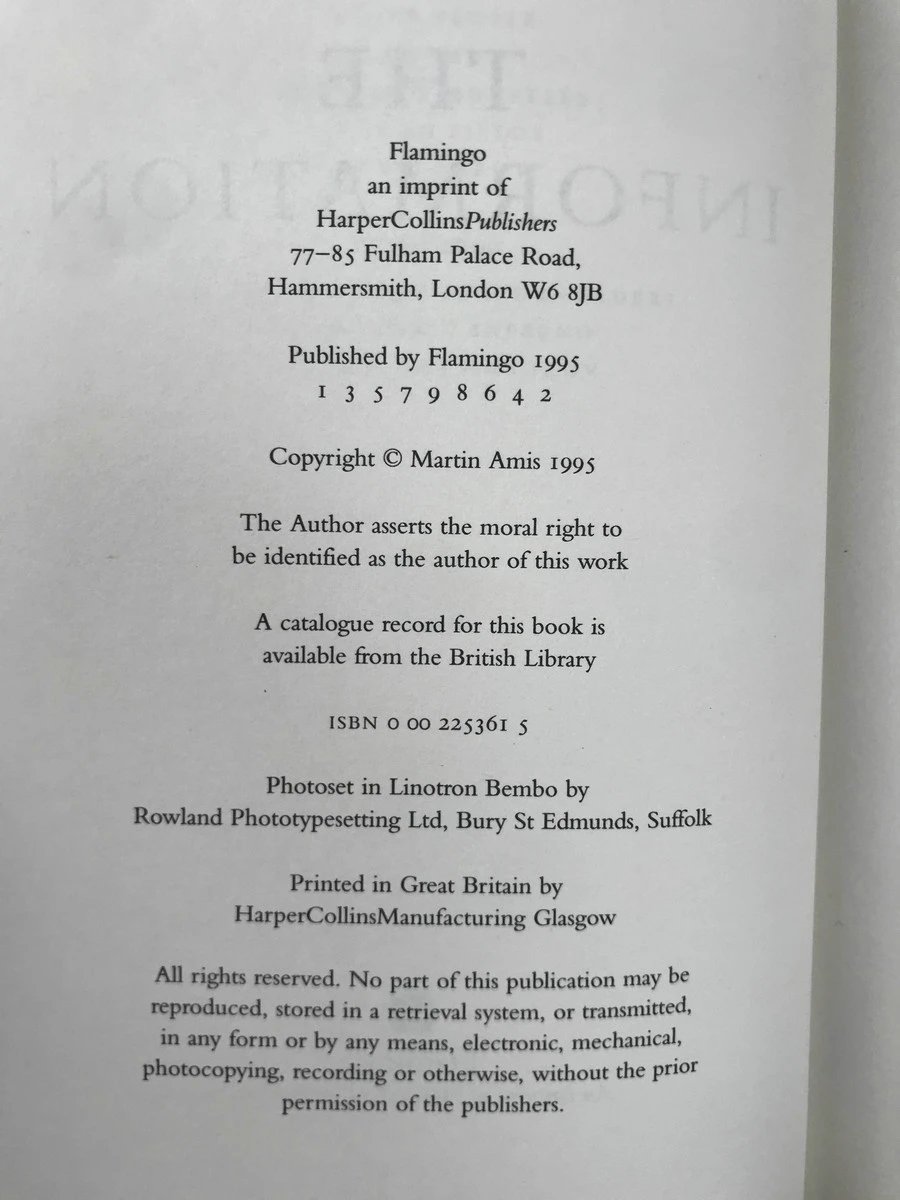 THE
INFORMATION
Flamingo
an imprint of
HarperCollinsPublishers
77–85 Fulham Palace Road,
Hammersmith, London W6 8JB
Published by Flamingo 1995
1 3 5 7 9 8 6 4 2
Copyright © Martin Amis 1995
The Author asserts the moral right to
be identified as the author of this work
A catalogue record for this book is
available from the British Library
ISBN 0 00 225361 5
Photoset in Linotron Bembo by
Rowland Phototypesetting Ltd, Bury St Edmunds, Suffolk
Printed in Great Britain by
HarperCollinsManufacturing Glasgow
All rights reserved. No part of this publication may be
reproduced, stored in a retrieval system, or transmitted,
in any form or by any means, electronic, mechanical,
photocopying, recording or otherwise, without the prior
permission of the publishers.